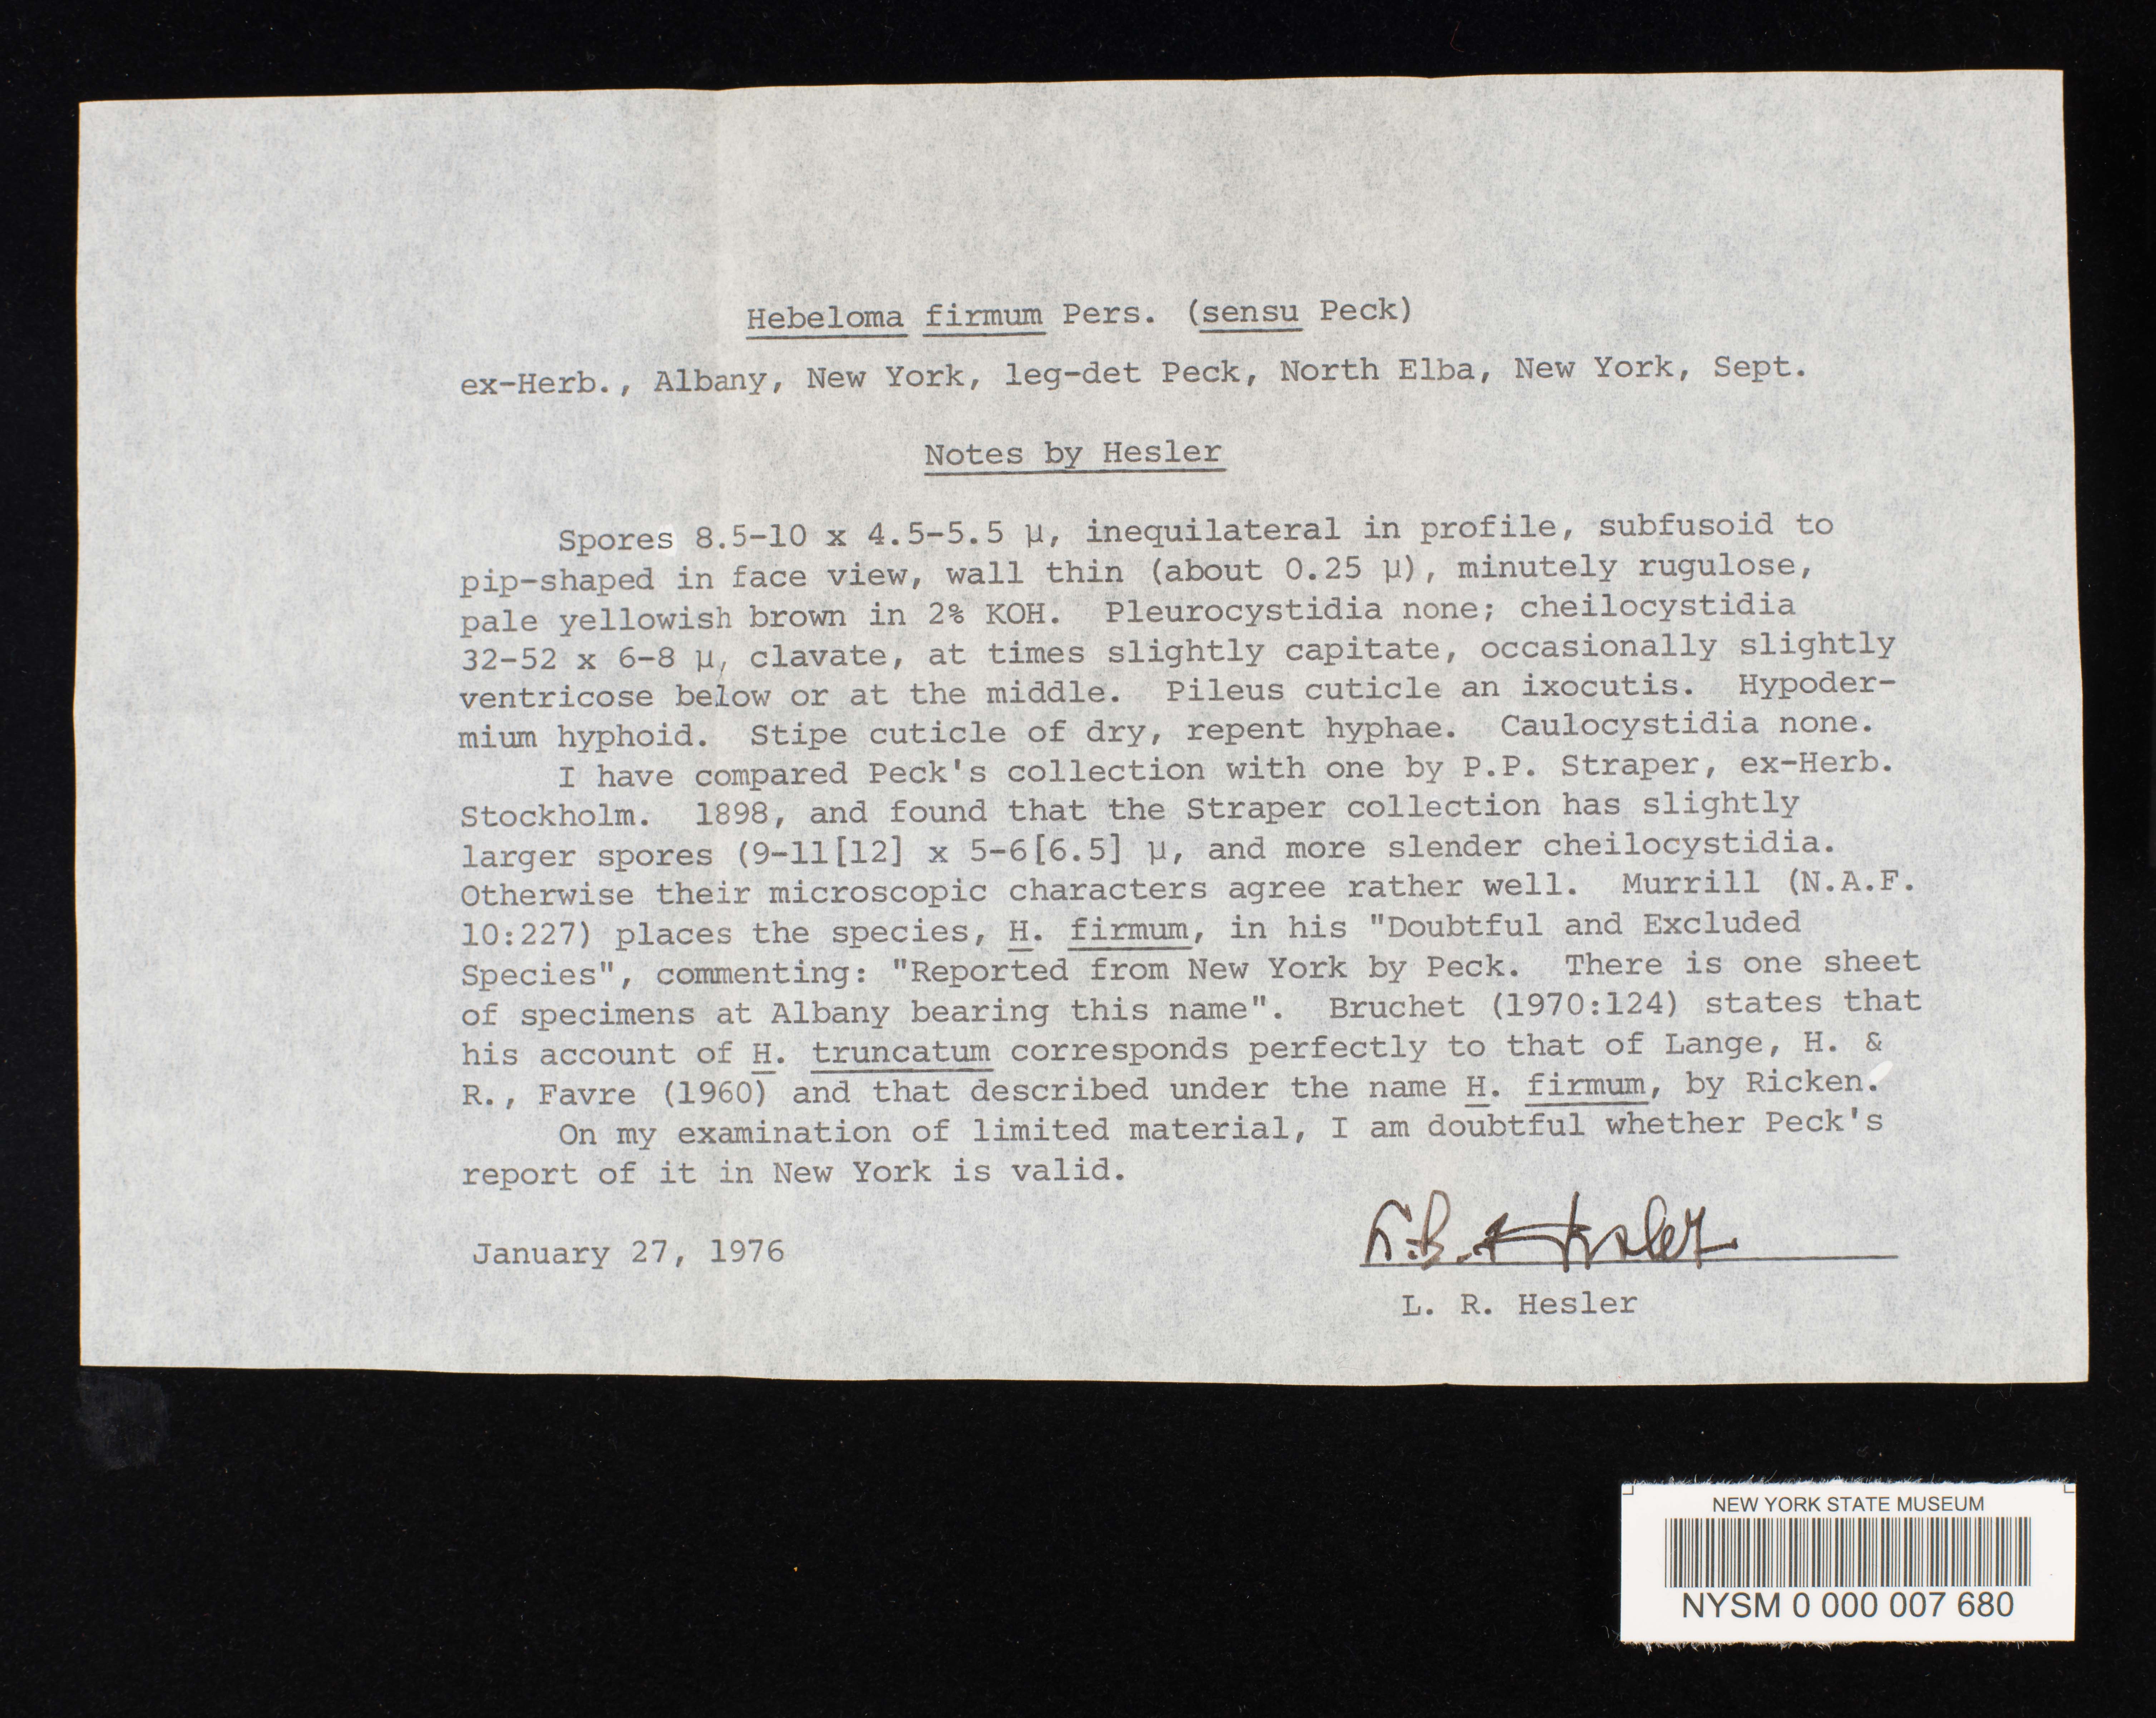 Hebeloma firmum Pers. (sensu Peck)
ex-Herb., Albany, New York, leg-det Peck, North Elba, New York, Sept.
Notes by Hesler
Spores 8.5-10 x 4.5-5.5 µ, inequilateral in profile, subfusoid to
pip-shaped in face view, wall thin (about 0.25 µ), minutely rugulose,
pale yellowish brown in 2% KOH. Pleurocystidia none; cheilocystidia
32-52 x 6-8 µ, clavate, at times slightly capitate, occasionally slightly
ventricose below or at the middle. Pileus cuticle an ixocutis. Hypoder-
mium hyphoid. Stipe cuticle of dry, repent hyphae. Caulocystidia none.
I have compared Peck's collection with one by P.P. Straper, ex-Herb.
Stockholm. 1898, and found that the Straper collection has slightly
larger spores (9-11[12] x 5-6[6.5] µ, and more slender cheilocystidia.
Otherwise their microscopic characters agree rather well. Murrill (N.A.F.
10:227) places the species, H. firmum, in his "Doubtful and Excluded
Species", commenting: "Reported from New York by Peck. There is one sheet
of specimens at Albany bearing this name". Bruchet (1970:124) states that
his account of H. truncatum corresponds perfectly to that of Lange, H. &
R., Favre (1960) and that described under the name H. firmum, by Ricken.
On my examination of limited material, I am doubtful whether Peck's
report of it in New York is valid.
L. R. Hesler
January 27, 1976
L. R. Hesler
NEW YORK STATE MUSEUM
NYSM 0 000 007 680